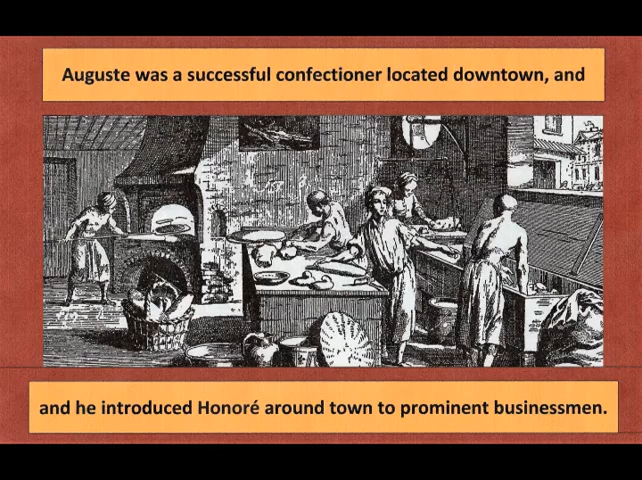 Auguste was a successful confectioner located downtown, and
and he introduced Honoré around town to prominent businessmen.